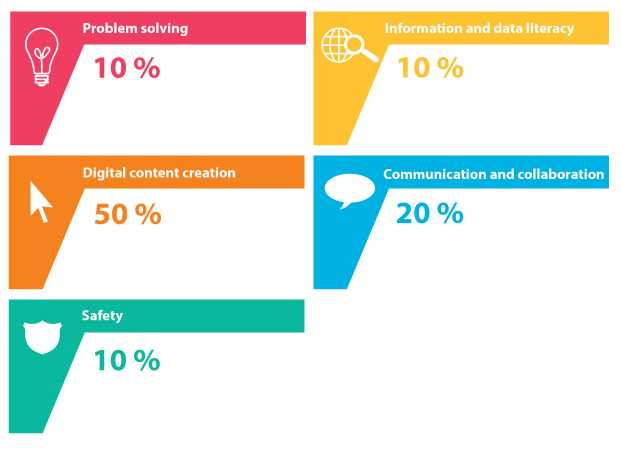 Problem solving
10 %
Information and data literacy
10 %
Digital content creation
50 %
Communication and collaboration
20 %
Safety
10 %